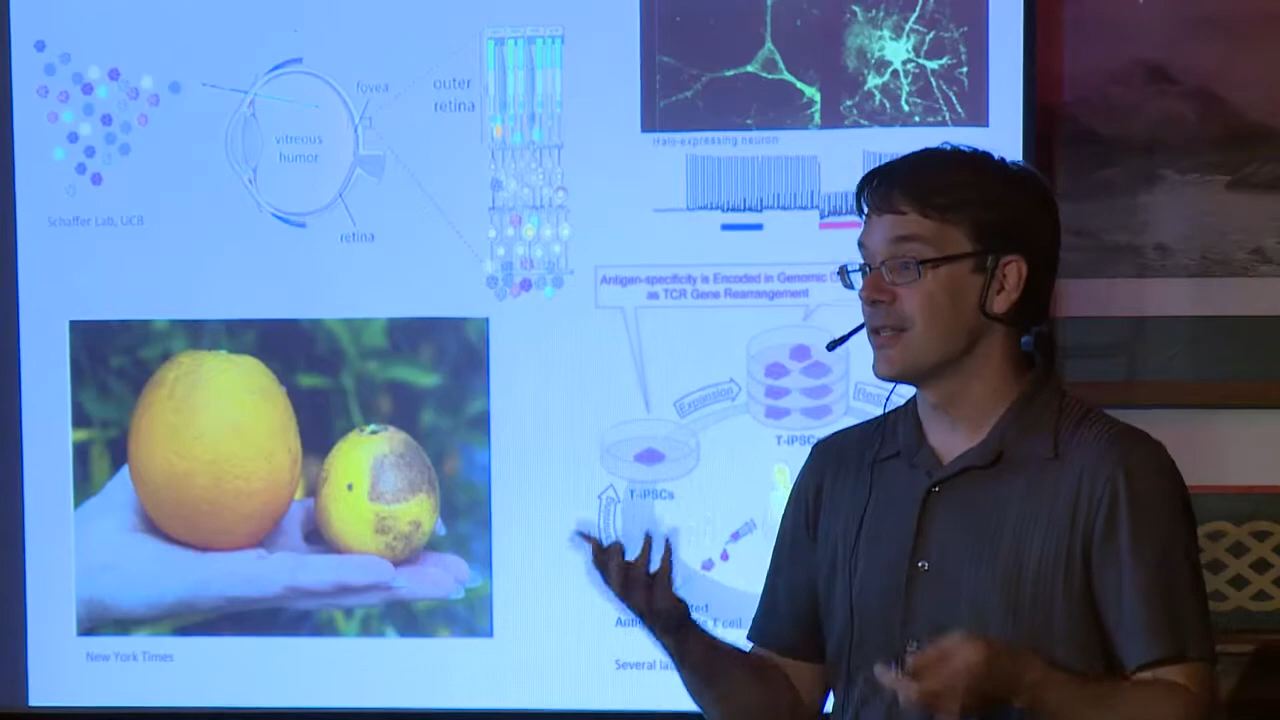 fovea
outer
retina
vitreous
humor
Schaffer Lab, UCB
retina
Halo-expressing neuron
Antigen-specificity is Encoded in Genomic
as TCR Gene Rearrangement
Expansion
T-iPSCs
T-iPSCs
New York Times
T cell
Several